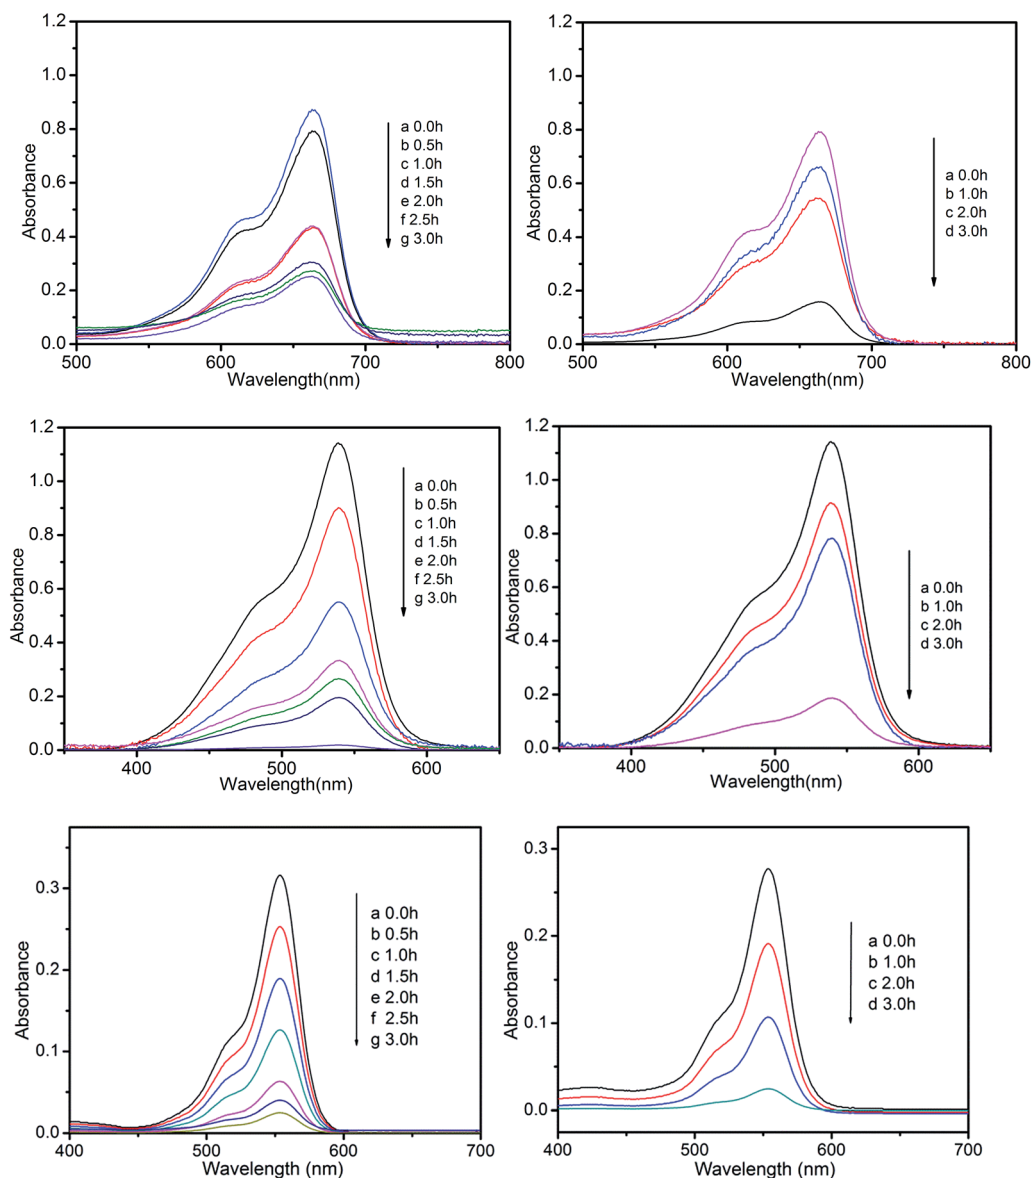 1.2
1.0
0.8
0.6
0.4
0.2
0.0
Absorbance
500 600 700 800
Wavelength(nm)
a 0.0h
b 0.5h
c 1.0h
d 1.5h
e 2.0h
f 2.5h
g 3.0h
1.2
1.0
0.8
0.6
0.4
0.2
0.0
Absorbance
500 600 700 800
Wavelength(nm)
a 0.0h
b 1.0h
c 2.0h
d 3.0h
1.2
1.0
0.8
0.6
0.4
0.2
0.0
Absorbance
400 500 600
Wavelength(nm)
a 0.0h
b 0.5h
c 1.0h
d 1.5h
e 2.0h
f 2.5h
g 3.0h
1.2
1.0
0.8
0.6
0.4
0.2
0.0
Absorbance
400 500 600
Wavelength(nm)
a 0.0h
b 1.0h
c 2.0h
d 3.0h
0.3
0.2
0.1
0.0
Absorbance
400 500 600 700
Wavelength (nm)
a 0.0h
b 0.5h
c 1.0h
d 1.5h
e 2.0h
f 2.5h
g 3.0h
0.3
0.2
0.1
0.0
Absorbance
400 500 600 700
Wavelength (nm)
a 0.0h
b 1.0h
c 2.0h
d 3.0h